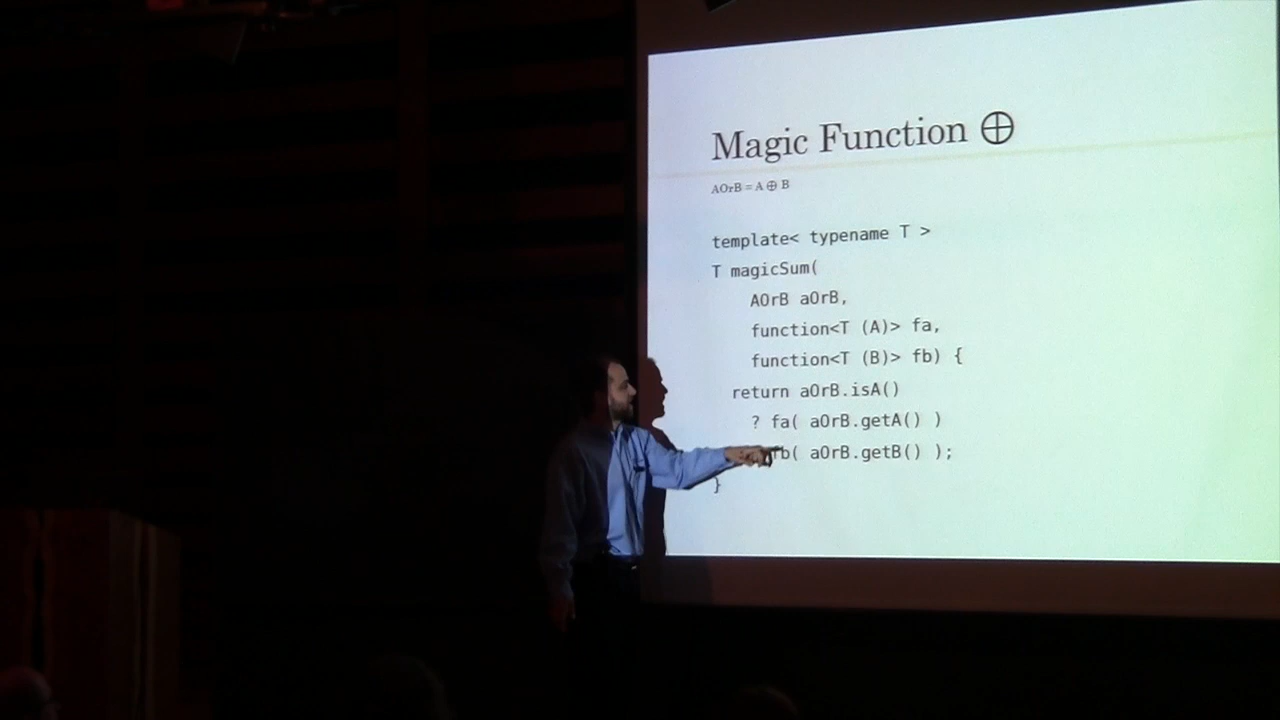 Magic Function ⊕
AOrB = A ⊕ B
template< typename T >
T magicSum(
AOrB aOrB,
function<T (A)> fa,
function<T (B)> fb) {
return aOrB.isA()
? fa( aOrB.getA() )
b( aOrB.getB() );
}